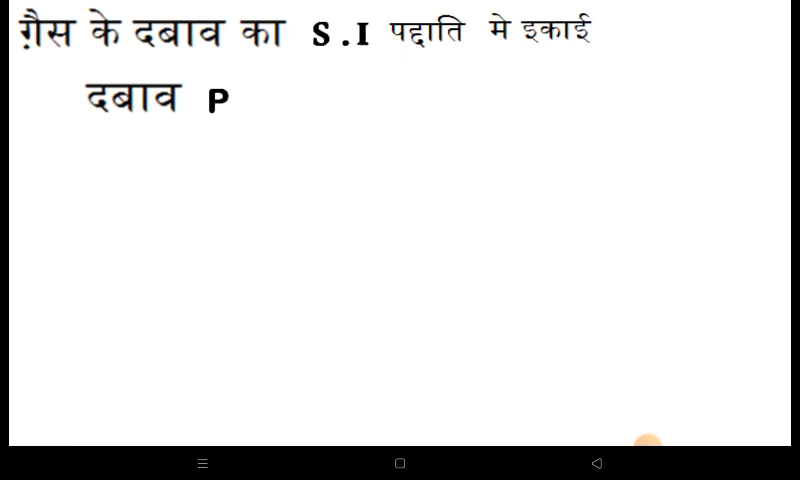 ग़ैस के दबाव का S . I पद्दाति मे इकाई
दबाव P